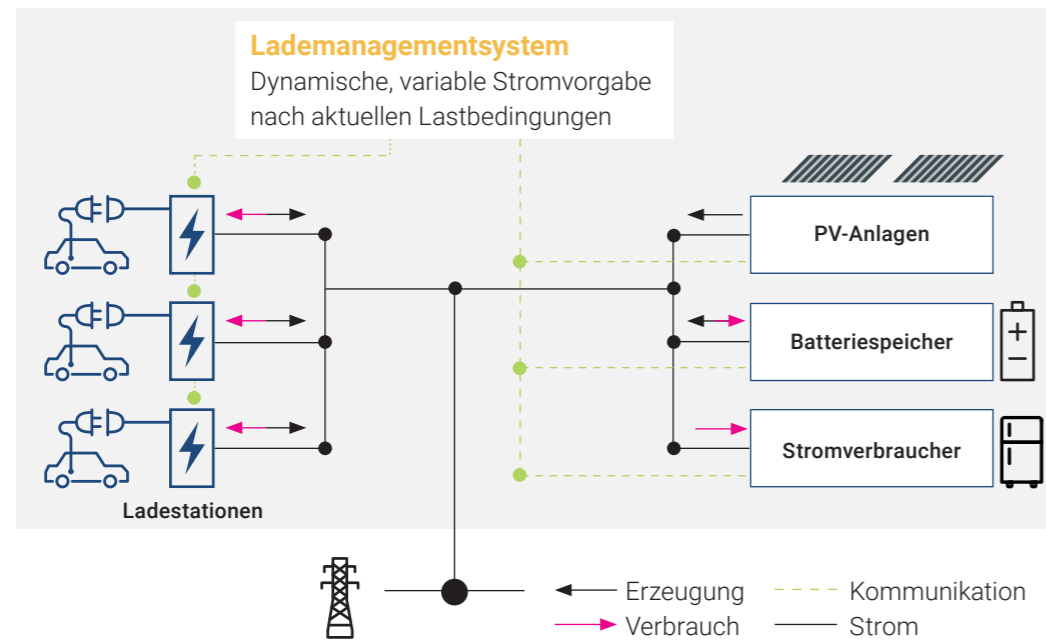 Lademanagementsystem
Dynamische, variable Stromvorgabe
nach aktuellen Lastbedingungen
PV-Anlagen
Batteriespeicher
Stromverbraucher
Ladestationen
Erzeugung
Kommunikation
Verbrauch
Strom